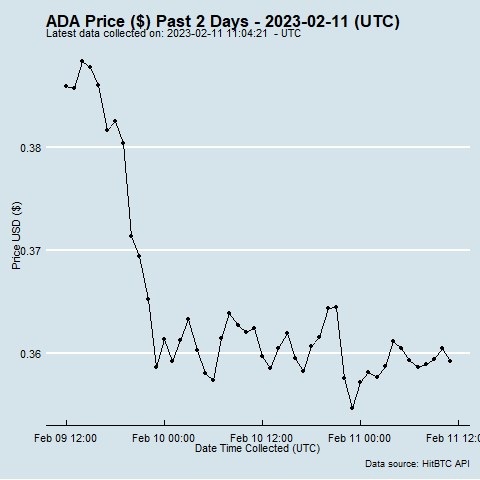 ADA Price ($) Past 2 Days - 2023-02-11 (UTC)
Latest data collected on: 2023-02-11 11:04:21 - UTC
0.38
0.37
0.36
Price USD ($)
Feb 09 12:00
Feb 10 00:00
Feb 10 12:00
Feb 11 00:00
Feb 11 12:0
Date Time Collected (UTC)
Data source: HitBTC API